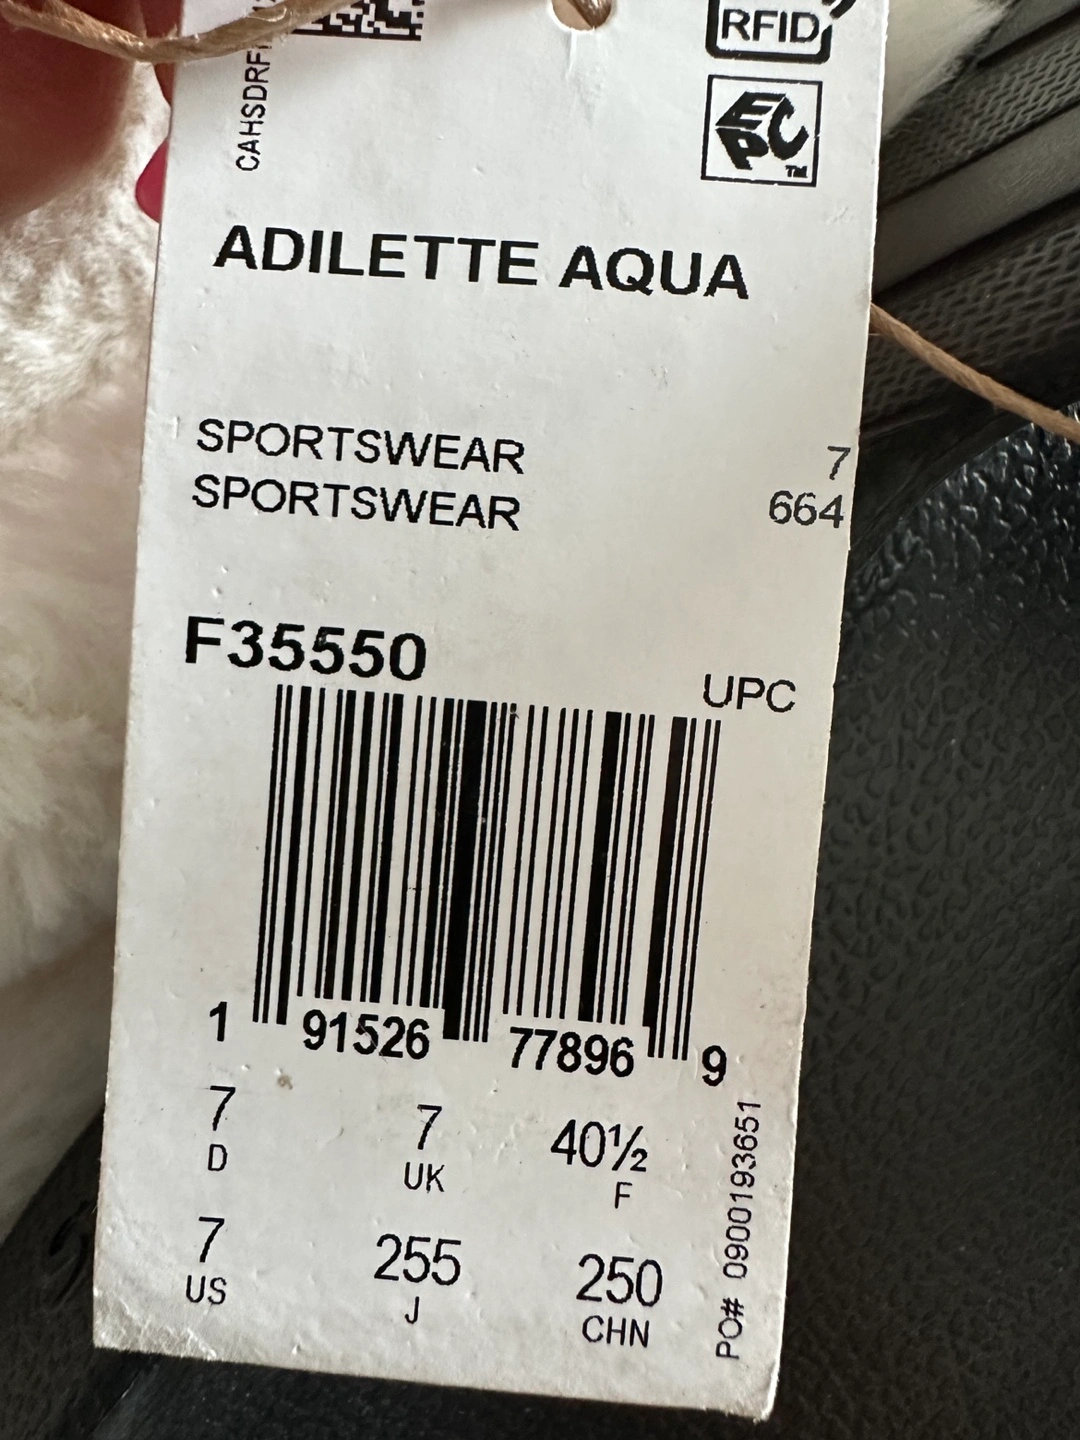 RFID
EPC™
ADILETTE AQUA
SPORTSWEAR 7
SPORTSWEAR 664
F35550
UPC
1 91526 77896 9
7 7 40½
D UK F
7 255 250
US J CHN
PO# 0900193651